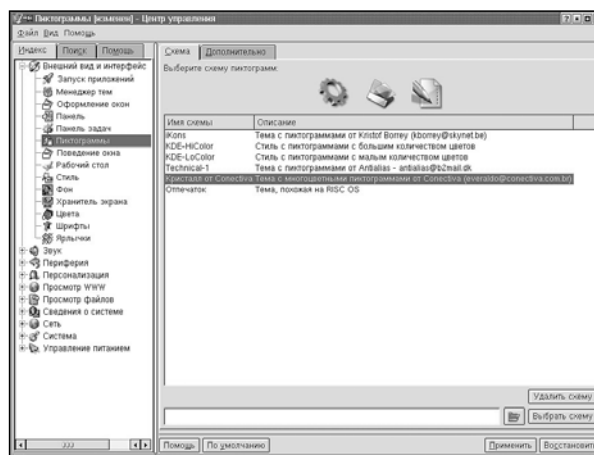 Пиктограммы [изменен] - Центр управления
Файл Вид Помощь
Индекс Поиск Помощь
Внешний вид и интерфейс
Запуск приложений
Менеджер тем
Оформление окон
Панель
Панель задач
Пиктограммы
Поведение окна
Рабочий стол
Стиль
Фон
Хранитель экрана
Цвета
Шрифты
Ярлычки
Звук
Периферия
Персонализация
Просмотр WWW
Просмотр файлов
Сведения о системе
Сеть
Система
Управление питанием
Схема Дополнительно
Выберите схему пиктограмм:
Имя схемы Описание
iKons Тема с пиктограммами от Kristof Borrey (kborrey@skynet.be)
KDE-HiColor Стиль с пиктограммами с большим количеством цветов
KDE-LoColor Стиль с пиктограммами с малым количеством цветов
Technical-1 Тема с пиктограммами от Antialias - antialias@b2mail.dk
Кристалл от Conectiva Тема с многоцветными пиктограммами от Conectiva (everaldo@conectiva.com.br)
Отпечаток Тема, похожая на RISC OS
Удалить схему
Выбрать схему
Помощь По умолчанию Применить Восстановить